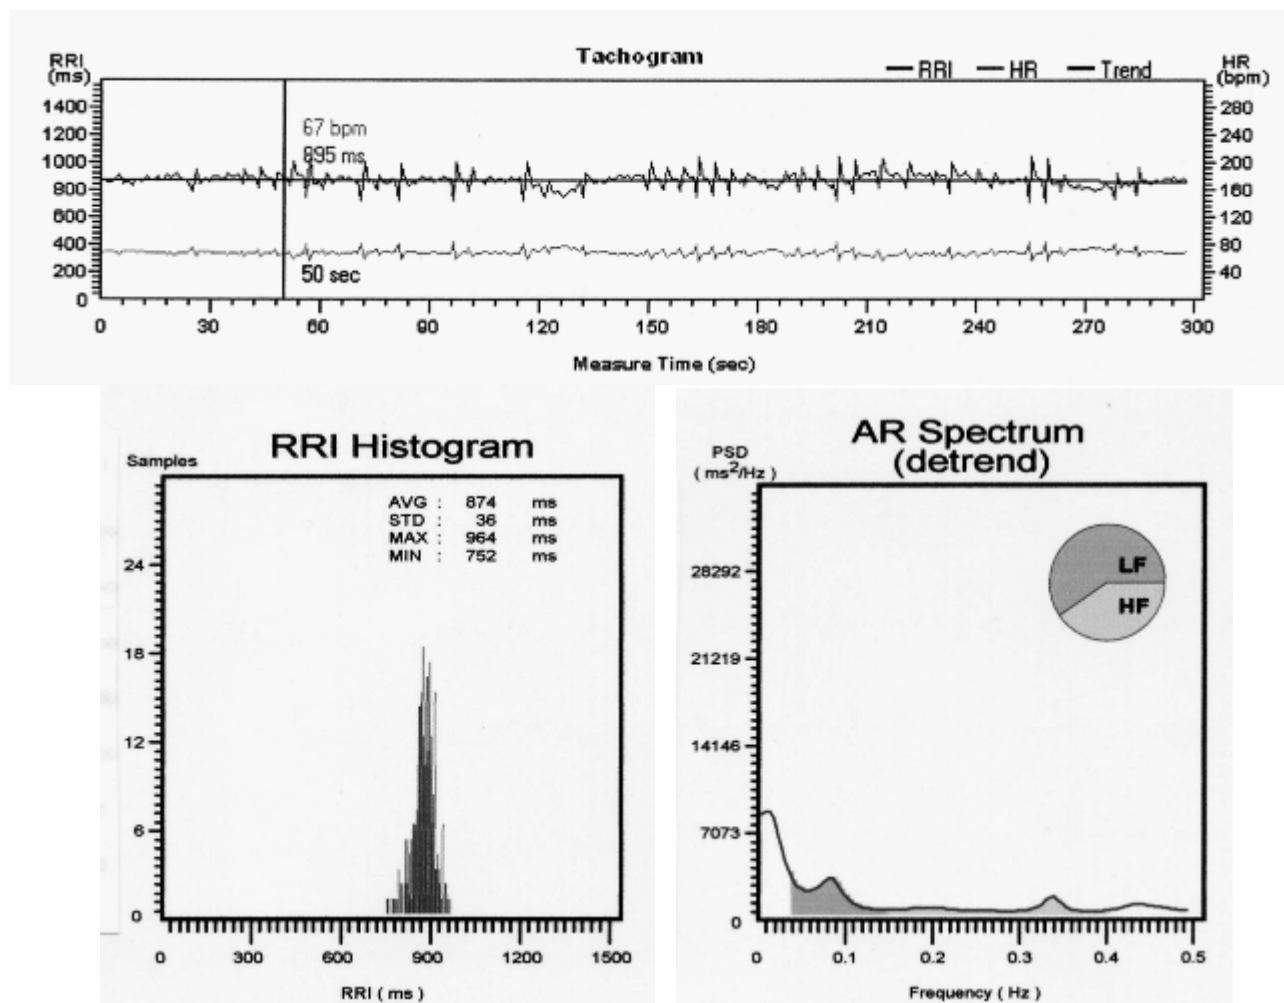 Tachogram
RRI
(ms)
RRI HR Trend
HR
(bpm)
1400
1200
1000
800
600
400
200
0
67 bpm
895 ms
50 sec
280
240
200
160
120
80
40
0 30 60 90 120 150 180 210 240 270 300
Measure Time (sec)
RRI Histogram
Samples
AVG : 874 ms
STD : 36 ms
MAX : 964 ms
MIN : 752 ms
24
18
12
6
0
0 300 600 900 1200 1500
RRI ( ms )
AR Spectrum
(detrend)
PSD
( ms²/Hz )
LF
HF
28292
21219
14146
7073
0
0 0.1 0.2 0.3 0.4 0.5
Frequency ( Hz )